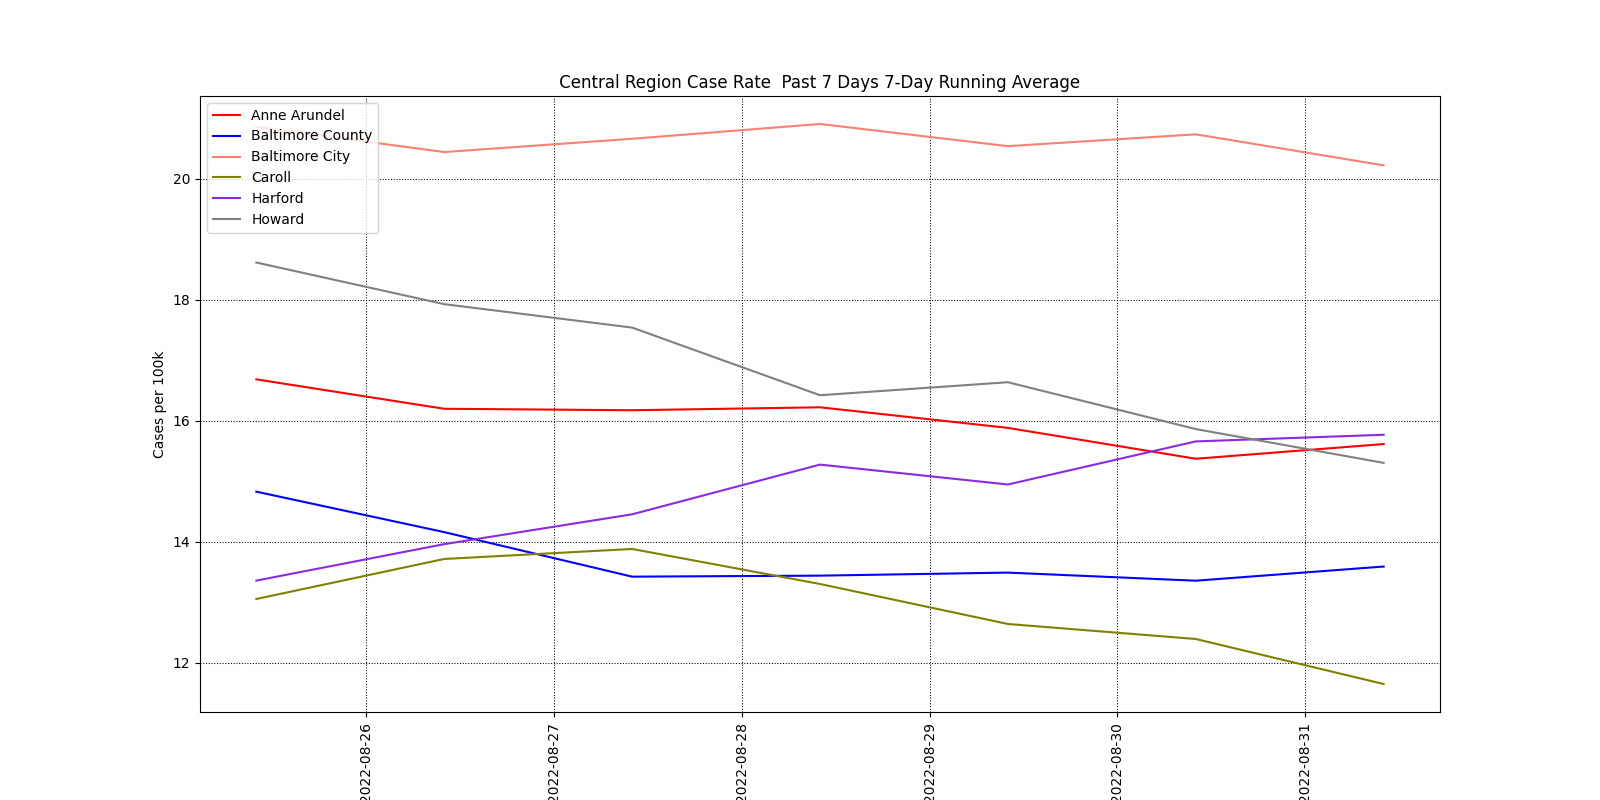 Central Region Case Rate  Past 7 Days 7-Day Running Average
Anne Arundel
Baltimore County
Baltimore City
Caroll
Harford
Howard
20
18
16
14
12
Cases per 100k
2022-08-26
2022-08-27
2022-08-28
2022-08-29
2022-08-30
2022-08-31